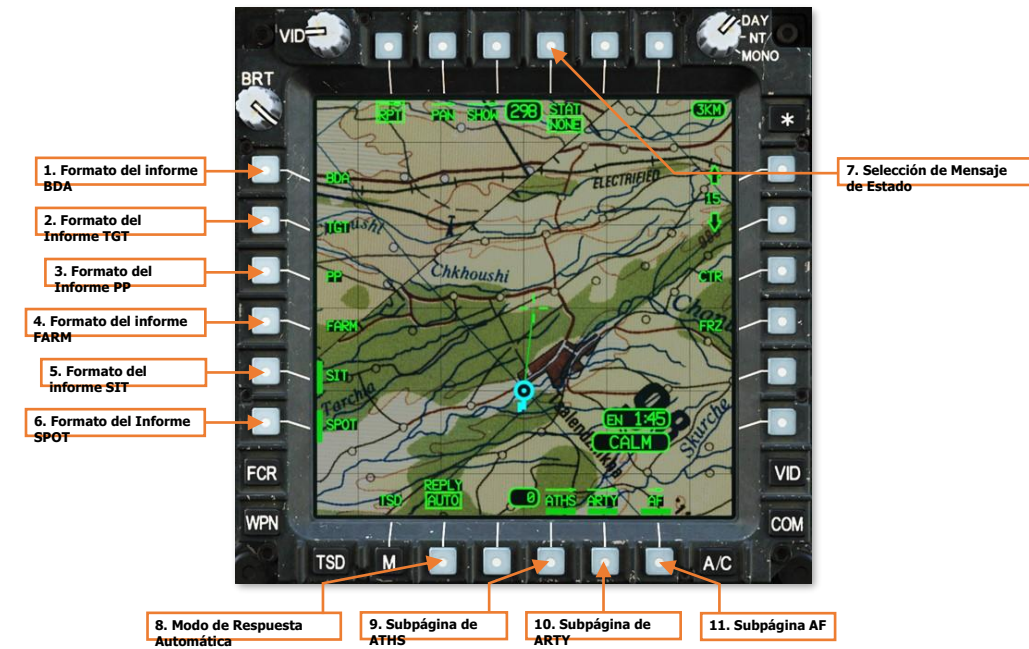 VID
DAY
NT
MONO
BRT
RPT PAN SHOW 298 STAT 3KM
NONE
*
1. Formato del informe
BDA
7. Selección de Mensaje
de Estado
BDA
ELECTRIFIED
15
2. Formato del
Informe TGT
TGT
3. Formato del
Informe PP
PP
Chkhoushi
CTR
4. Formato del informe
FARM
FARM
FRZ
5. Formato del
informe SIT
SIT
Tarchla
6. Formato del Informe
SPOT
SPOT
EN 1:45
CALM
Skurche
FCR
VID
REPLY
TSD AUTO 0 ATHS ARTY AF
WPN
COM
TSD M A/C
8. Modo de Respuesta
Automática
9. Subpágina de
ATHS
10. Subpágina de
ARTY
11. Subpágina AF